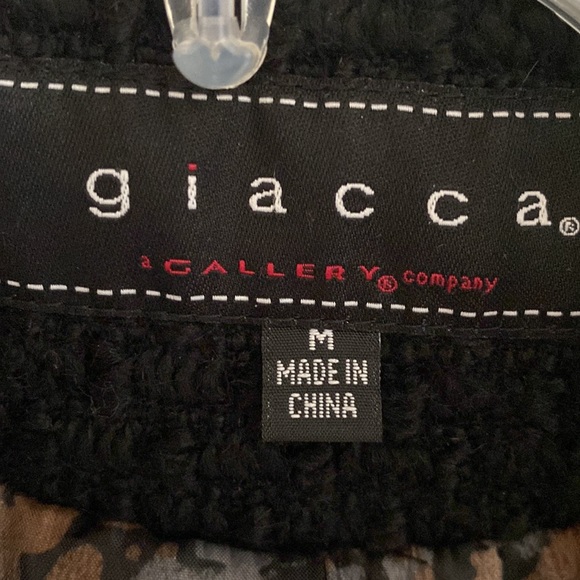 giacca®
a GALLERY® company
M
MADE IN
CHINA